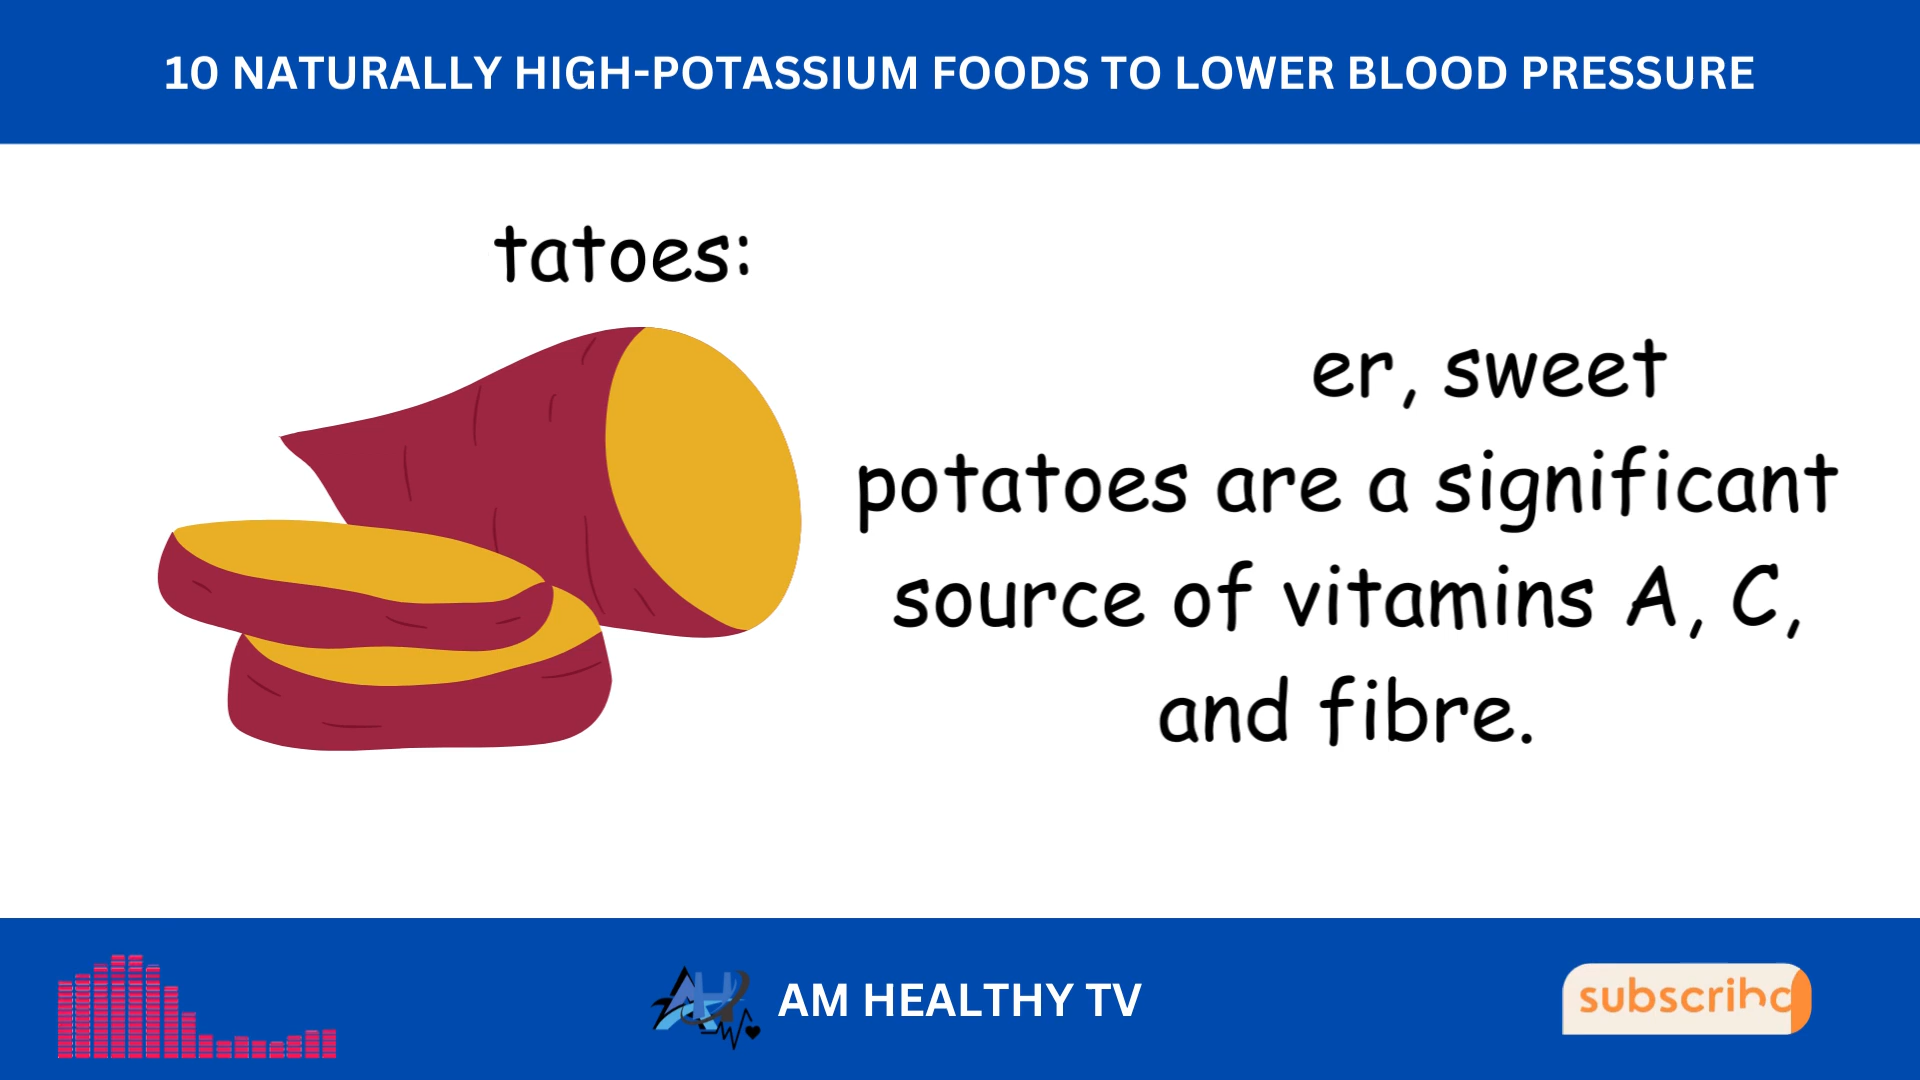 10 NATURALLY HIGH-POTASSIUM FOODS TO LOWER BLOOD PRESSURE
tatoes:
er, sweet
potatoes are a significant
source of vitamins A, C,
and fibre.
AM HEALTHY TV